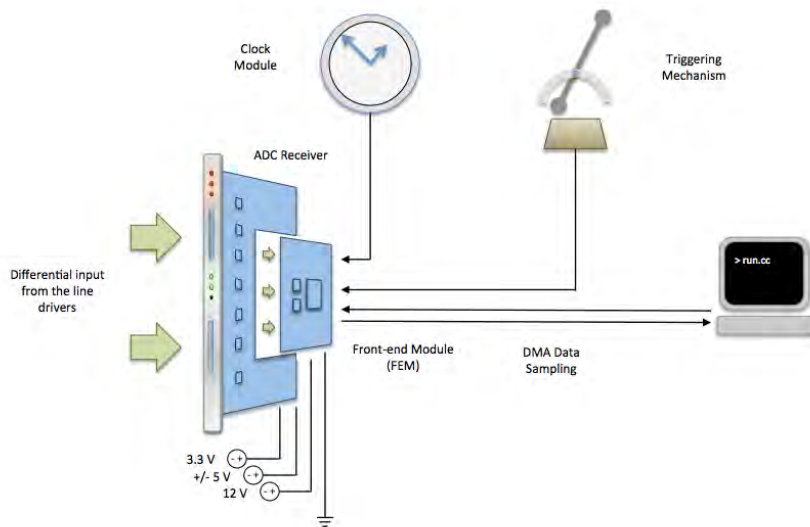 Clock
Module
Triggering
Mechanism
ADC Receiver
> run.cc
Differential input
from the line
drivers
Front-end Module
(FEM)
DMA Data
Sampling
3.3 V
- +
+/- 5 V
- +
12 V
- +